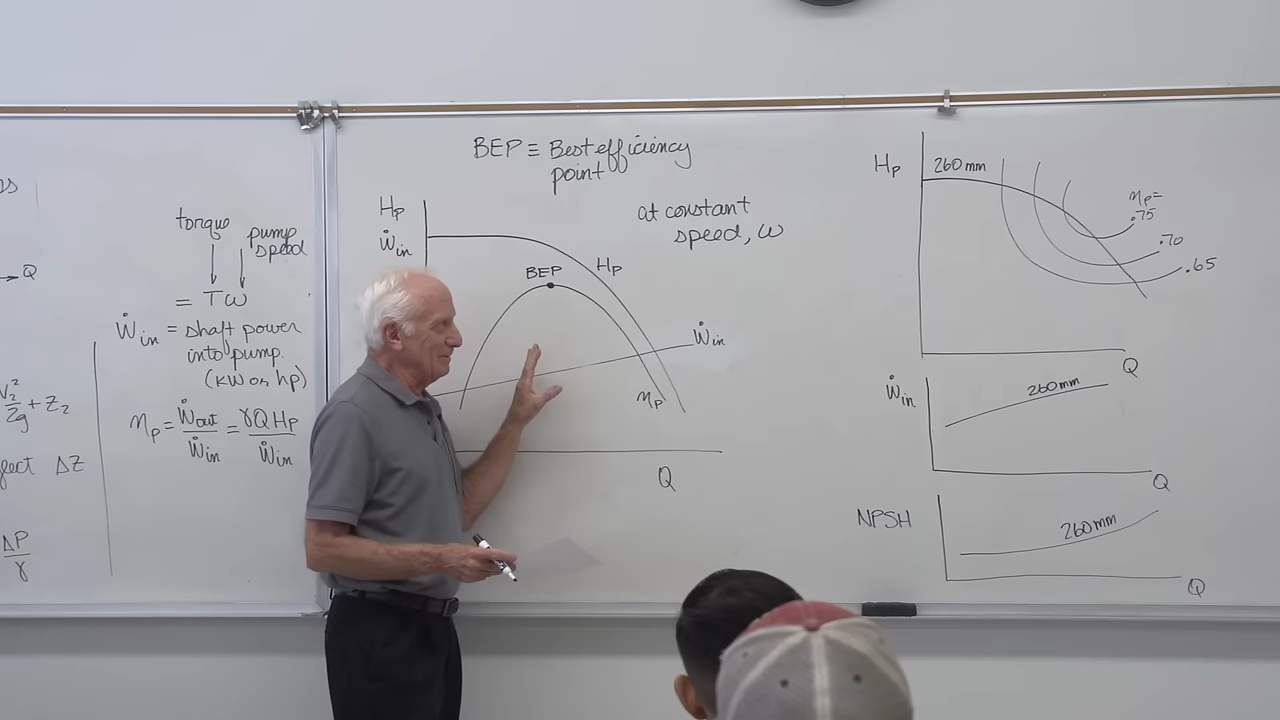 → Q
V₂²/2g + Z₂
ΔZ
ΔP/γ
torque
pump
speed
= Tω
Ẇin = shaft power
into pump.
(kW or hp)
ηp = Ẇout/Ẇin = γQHp/Ẇin
BEP ≡ Best efficiency
point
at constant
speed, ω
Hp
Ẇin
BEP
Hp
Ẇin
ηp
Q
Hp
260mm
ηp=
.75
.70
.65
Q
Ẇin
260mm
Q
NPSH
260mm
Q